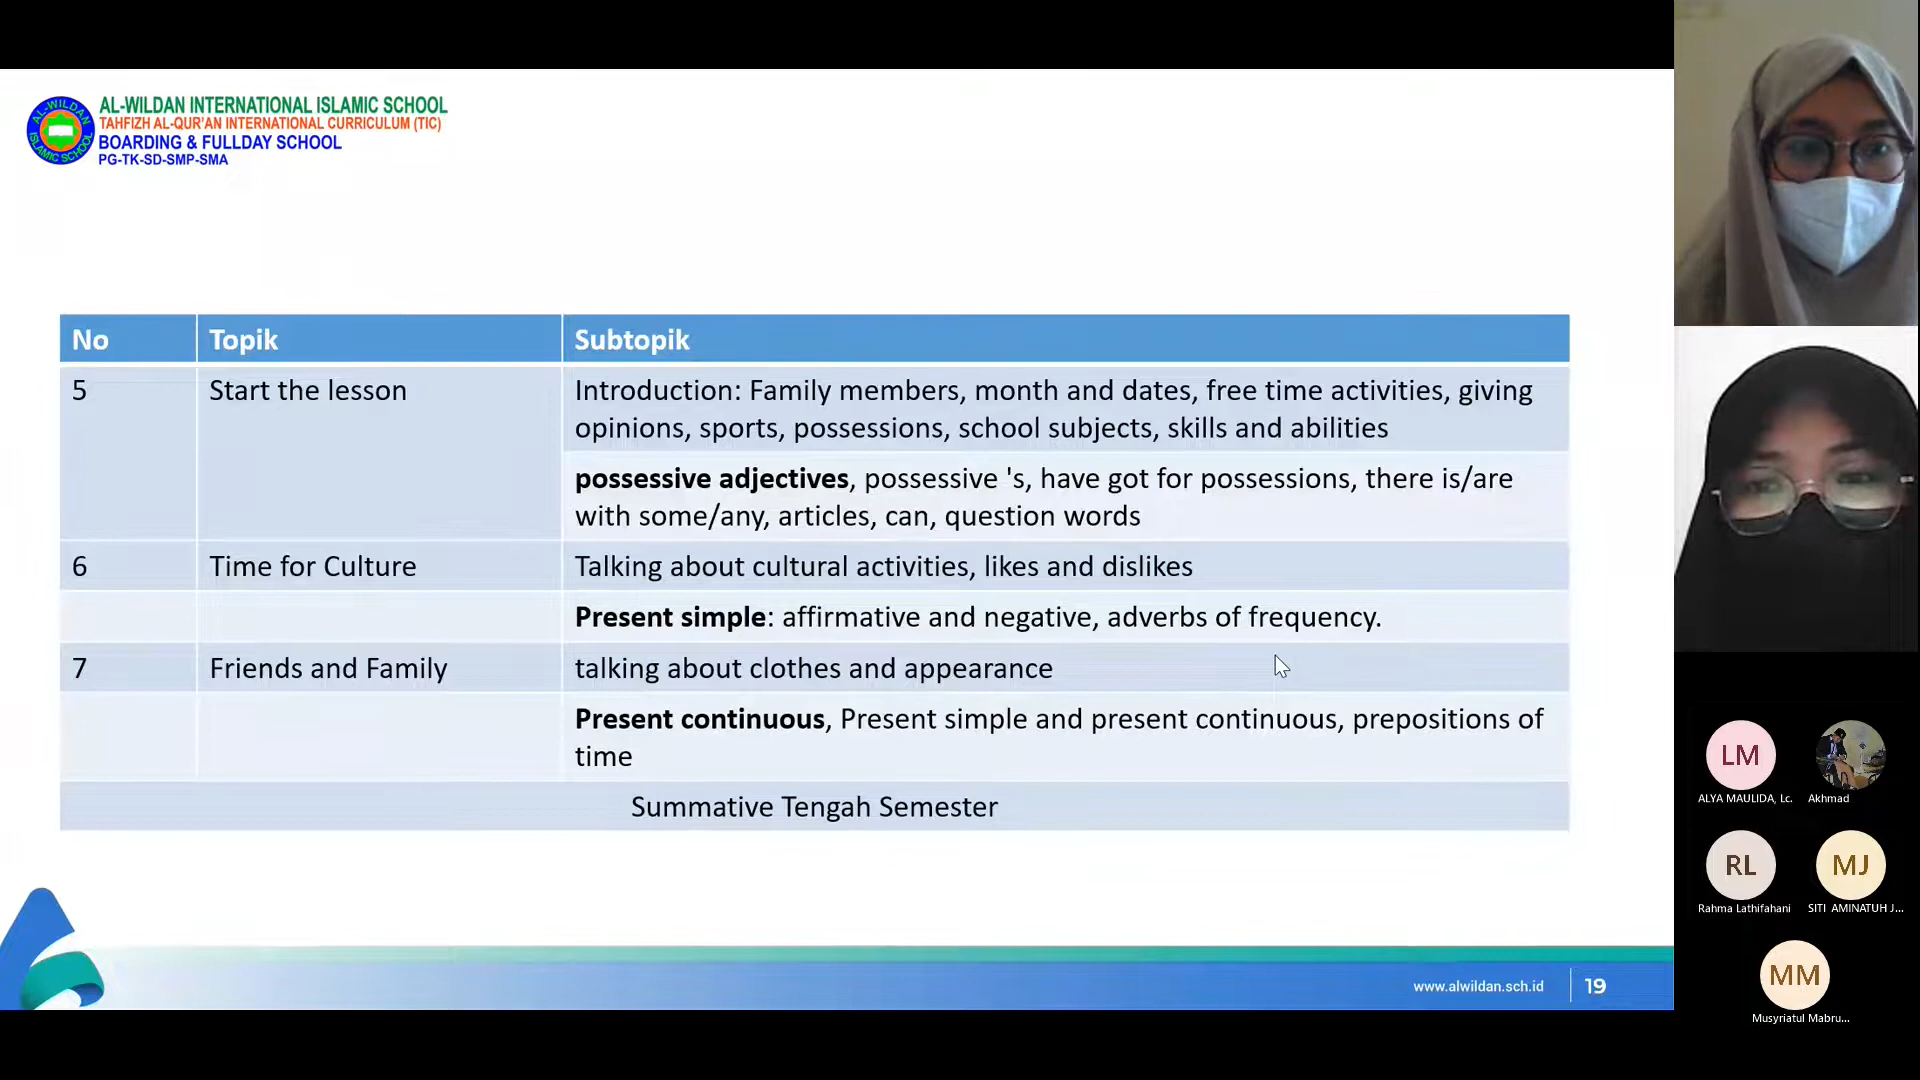 AL-WILDAN INTERNATIONAL ISLAMIC SCHOOL
TAHFIZH AL-QUR'AN INTERNATIONAL CURRICULUM (TIC)
BOARDING & FULLDAY SCHOOL
PG-TK-SD-SMP-SMA
AL-WILDAN
ISLAMIC SCHOOL
No Topik Subtopik
5 Start the lesson Introduction: Family members, month and dates, free time activities, giving
opinions, sports, possessions, school subjects, skills and abilities
possessive adjectives, possessive 's, have got for possessions, there is/are
with some/any, articles, can, question words
6 Time for Culture Talking about cultural activities, likes and dislikes
Present simple: affirmative and negative, adverbs of frequency.
7 Friends and Family talking about clothes and appearance
Present continuous, Present simple and present continuous, prepositions of
time
Summative Tengah Semester
www.alwildan.sch.id 19
LM
ALYA MAULIDA, Lc. Akhmad
RL MJ
Rahma Lathifahani SITI AMINATUH J...
MM
Musyriatul Mabru...